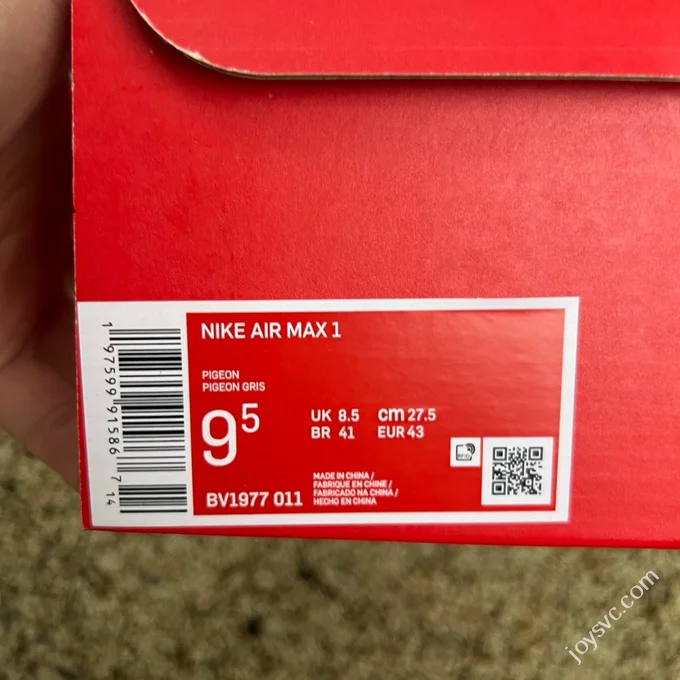 NIKE AIR MAX 1
PIGEON
PIGEON GRIS
9⁵
UK 8.5 cm 27.5
BR 41 EUR 43
BV1977 011
MADE IN CHINA /
FABRIQUE EN CHINE /
FABRICADO NA CHINA /
HECHO EN CHINA
1 97599 91586 7 14
joysvc.com